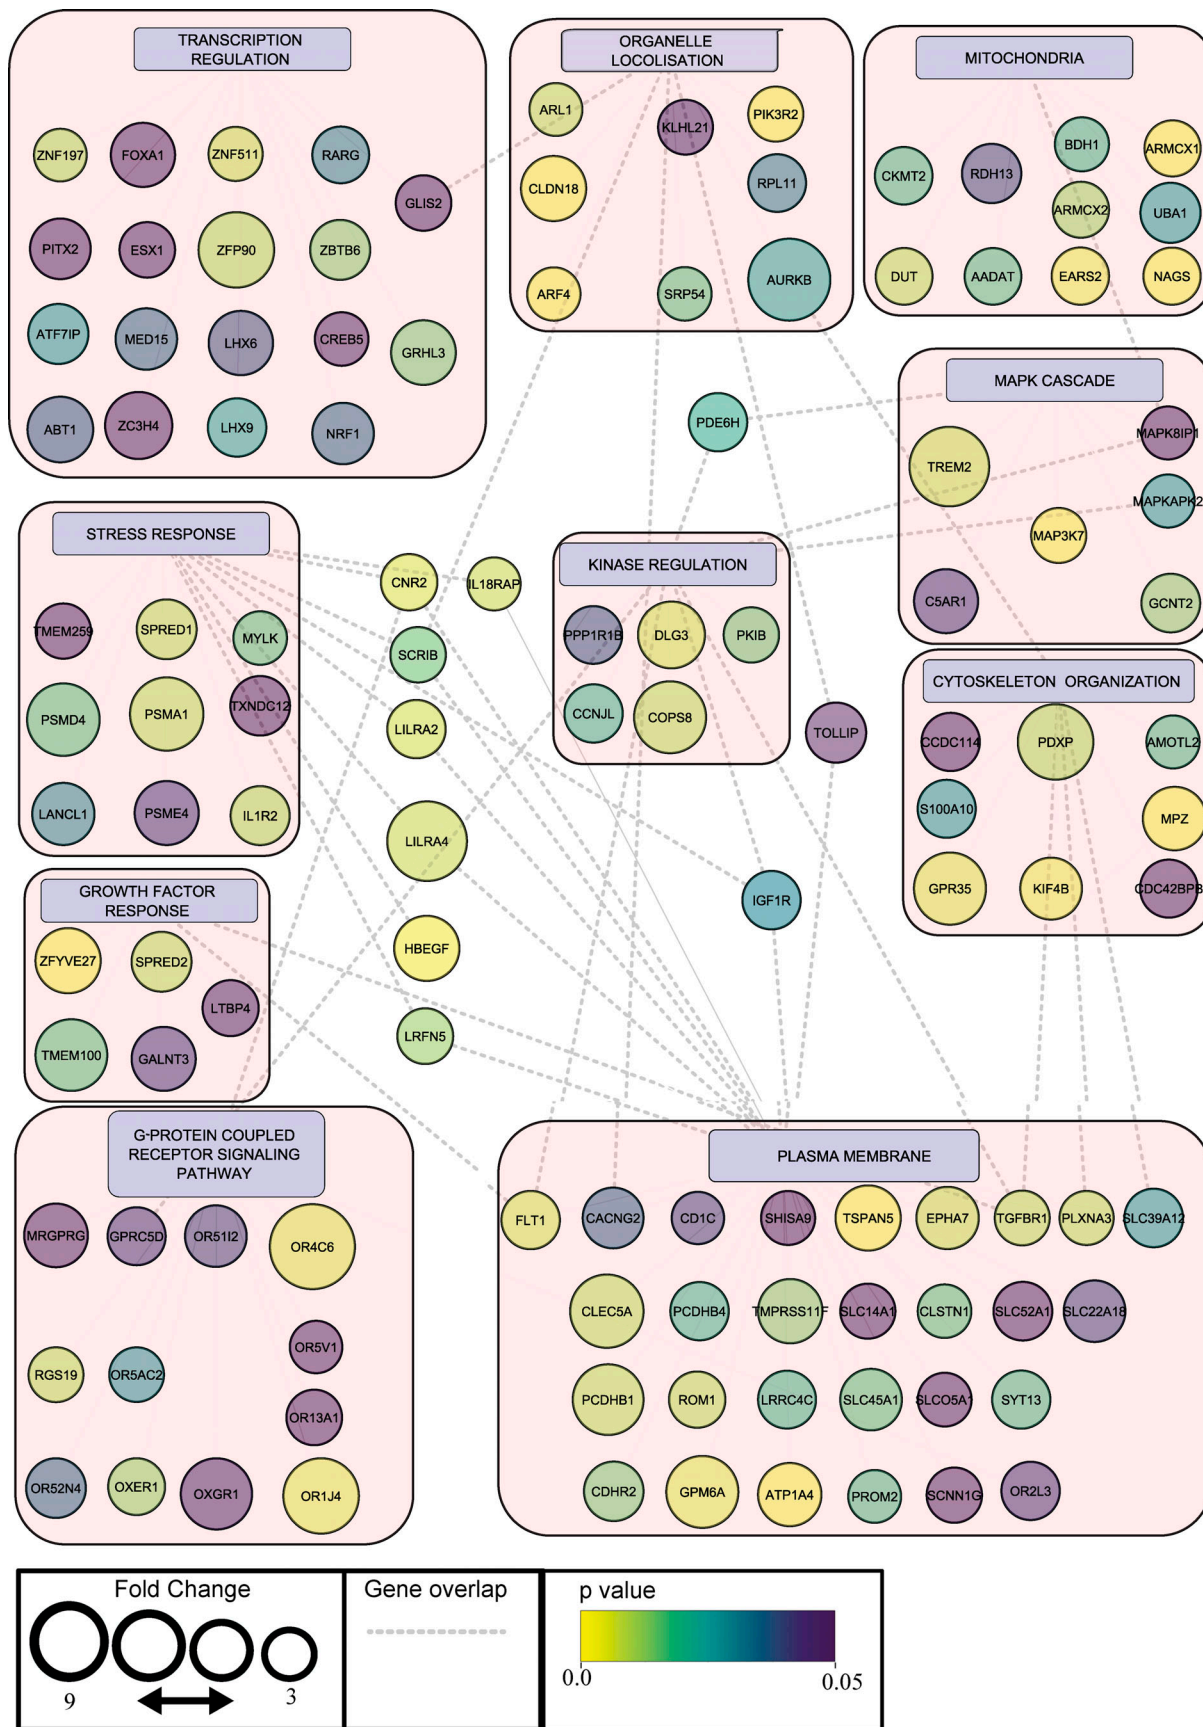 TRANSCRIPTION
REGULATION
ZNF197
FOXA1
ZNF511
RARG
GLIS2
PITX2
ESX1
ZFP90
ZBTB6
ATF7IP
MED15
LHX6
CREB5
GRHL3
ABT1
ZC3H4
LHX9
NRF1
ORGANELLE
LOCOLISATION
ARL1
KLHL21
PIK3R2
CLDN18
RPL11
ARF4
SRP54
AURKB
MITOCHONDRIA
CKMT2
RDH13
BDH1
ARMCX1
ARMCX2
UBA1
DUT
AADAT
EARS2
NAGS
PDE6H
MAPK CASCADE
MAPK8IP1
TREM2
MAPKAPK2
MAP3K7
C5AR1
GCNT2
STRESS RESPONSE
TMEM259
SPRED1
MYLK
PSMD4
PSMA1
TXNDC12
LANCL1
PSME4
IL1R2
CNR2
IL18RAP
SCRIB
LILRA2
LILRA4
HBEGF
LRFN5
KINASE REGULATION
PPP1R1B
DLG3
PKIB
CCNJL
COPS8
TOLLIP
IGF1R
CYTOSKELETON ORGANIZATION
CCDC114
PDXP
AMOTL2
S100A10
MPZ
GPR35
KIF4B
CDC42BPB
GROWTH FACTOR
RESPONSE
ZFYVE27
SPRED2
LTBP4
TMEM100
GALNT3
G-PROTEIN COUPLED
RECEPTOR SIGNALING
PATHWAY
MRGPRG
GPRC5D
OR51I2
OR4C6
OR5V1
RGS19
OR5AC2
OR13A1
OR52N4
OXER1
OXGR1
OR1J4
PLASMA MEMBRANE
FLT1
CACNG2
CD1C
SHISA9
TSPAN5
EPHA7
TGFBR1
PLXNA3
SLC39A12
CLEC5A
PCDHB4
TMPRSS11F
SLC14A1
CLSTN1
SLC52A1
SLC22A18
PCDHB1
ROM1
LRRC4C
SLC45A1
SLCO5A1
SYT13
CDHR2
GPM6A
ATP1A4
PROM2
SCNN1G
OR2L3
Fold Change
9
3
Gene overlap
p value
0.0
0.05